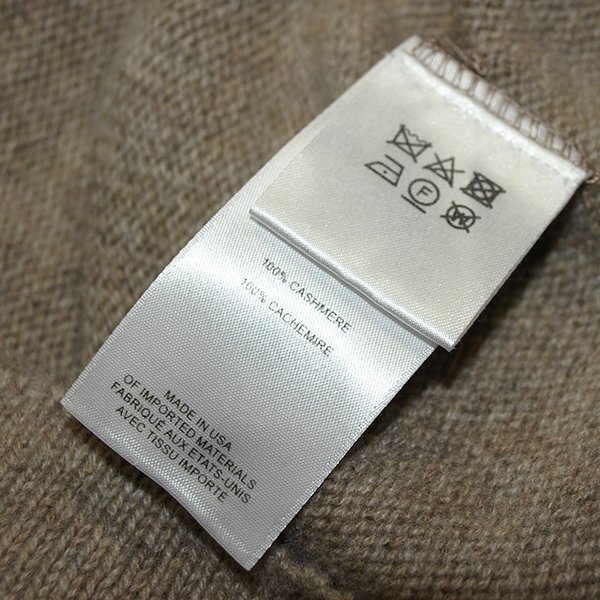 F
W
100% CASHMERE
100% CACHEMIRE
MADE IN USA
OF IMPORTED MATERIALS
FABRIQUÉ AUX ETATS-UNIS
AVEC TISSU IMPORTÉ